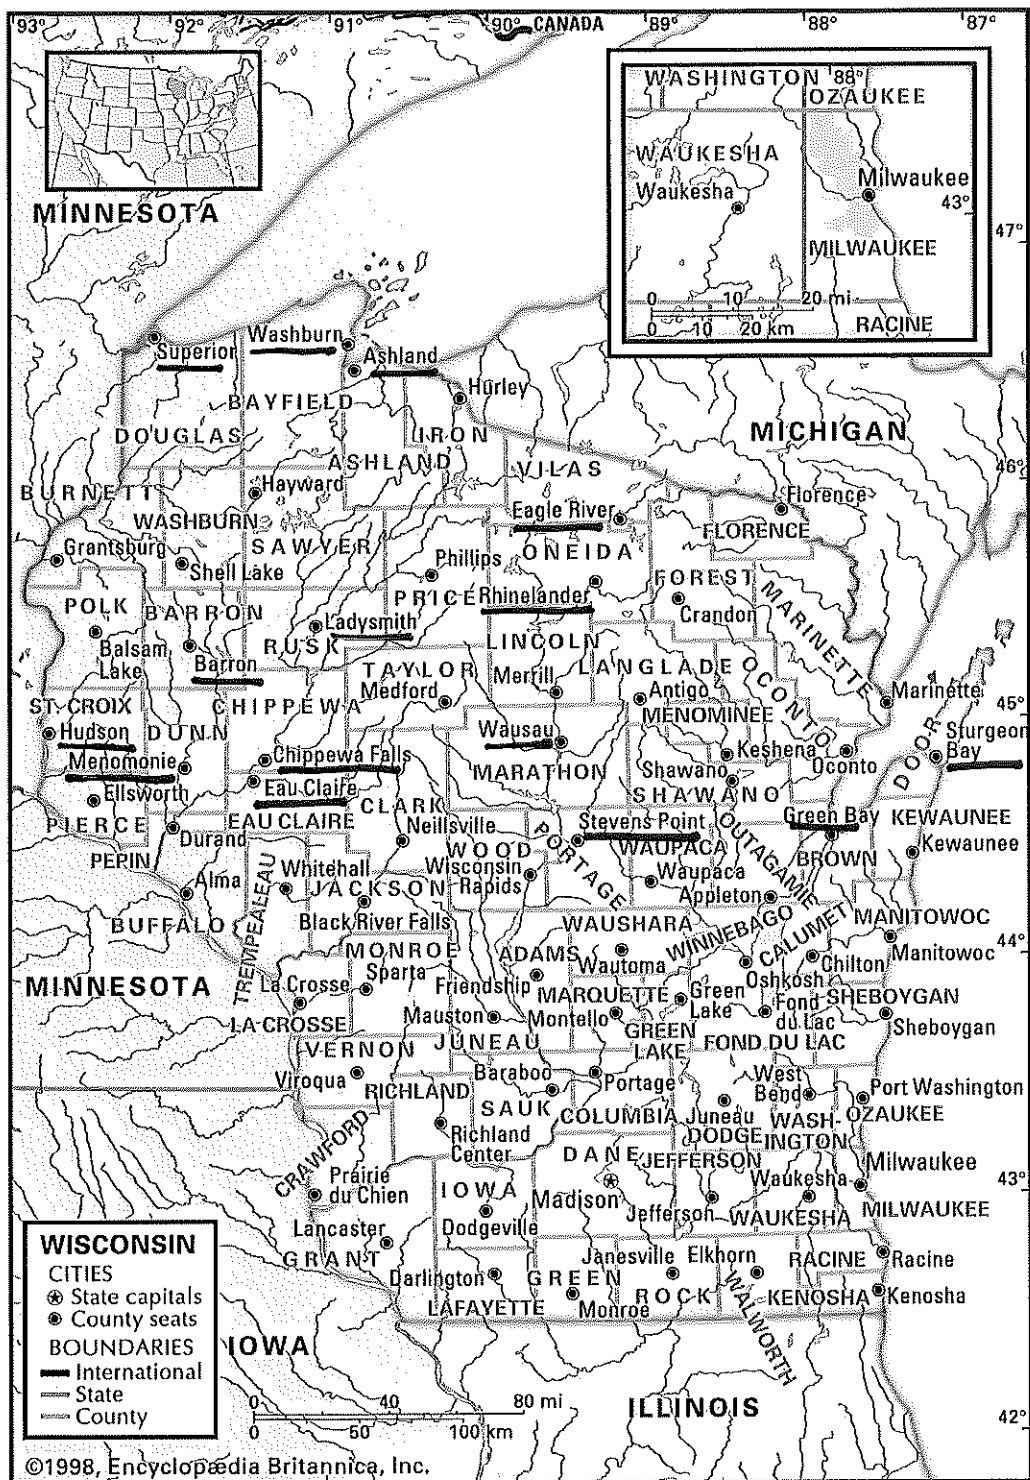 93° 92° 91° 90° CANADA 89° 88° 87°
WASHINGTON 88°
OZAUKEE
WAUKESHA
Waukesha
Milwaukee
43°
MILWAUKEE
0 10 20 mi
0 10 20 km
RACINE
MINNESOTA
47°
Superior
Washburn
Ashland
Hurley
BAYFIELD
DOUGLAS
IRON
ASHLAND
MICHIGAN
VILAS
46°
BURNETT
Hayward
WASHBURN
SAWYER
Eagle River
Florence
FLORENCE
Grantsburg
Shell Lake
Phillips
ONEIDA
FOREST
POLK
BARRON
PRICE
Rhinelander
Crandon
MARINETTE
Balsam
Lake
Barron
Ladysmith
RUSK
LINCOLN
TAYLOR
Medford
Merrill
LANGLADE
Antigo
OCONTO
Marinette
45°
ST. CROIX
CHIPPEWA
MENOMINEE
Hudson
DUNN
Wausau
Sturgeon
Bay
DOOR
Menomonie
Chippewa Falls
MARATHON
Keshena
Oconto
Shawano
SHAWANO
Ellsworth
Eau Claire
EAU CLAIRE
CLARK
Neillsville
Stevens Point
Green Bay
KEWAUNEE
Kewaunee
PIERCE
Durand
PEPIN
WOOD
PORTAGE
WAUPACA
OUTAGAMIE
BROWN
Alma
Whitehall
JACKSON
Wisconsin
Rapids
Waupaca
Appleton
BUFFALO
TREMPEALEAU
Black River Falls
WAUSHARA
WINNEBAGO
CALUMET
MANITOWOC
Manitowoc
44°
MONROE
Sparta
ADAMS
Wautoma
Oshkosh
Chilton
MINNESOTA
La Crosse
LA CROSSE
Friendship
MARQUETTE
Green
Lake
Fond
du Lac
SHEBOYGAN
Sheboygan
Mauston
Montello
GREEN
LAKE
FOND DU LAC
VERNON
JUNEAU
Viroqua
RICHLAND
Baraboo
Portage
West
Bend
Port Washington
SAUK
COLUMBIA
Juneau
DODGE
WASH-
INGTON
OZAUKEE
CRAWFORD
Richland
Center
DANE
JEFFERSON
Milwaukee
43°
Prairie
du Chien
IOWA
Madison
Waukesha
Dodgeville
Jefferson
WAUKESHA
MILWAUKEE
Lancaster
GRANT
Janesville
Elkhorn
RACINE
Racine
Darlington
GREEN
ROCK
WALWORTH
KENOSHA
Kenosha
LAFAYETTE
Monroe
WISCONSIN
CITIES
State capitals
County seats
BOUNDARIES
International
State
County
IOWA
0 40 80 mi
0 60 100 km
ILLINOIS
42°
©1998, Encyclopædia Britannica, Inc.